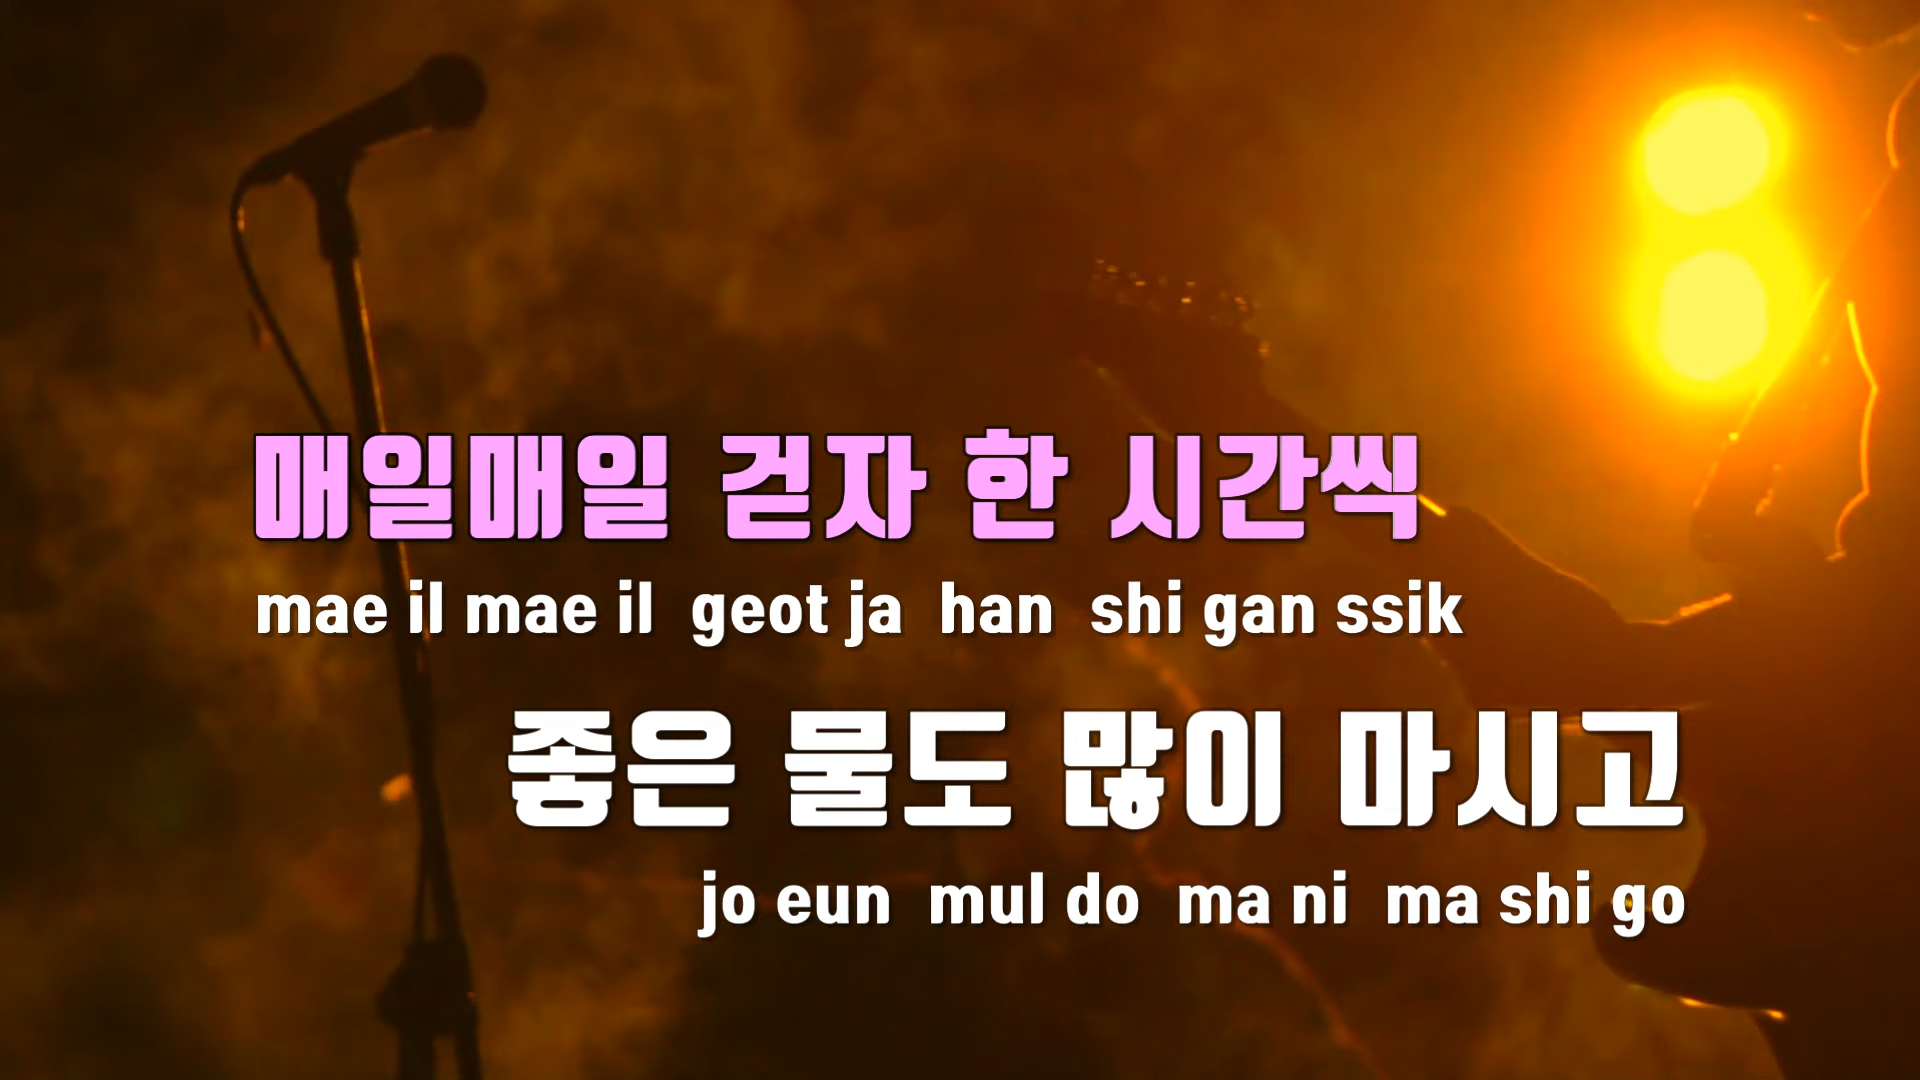 매일매일 걷자 한 시간씩
mae il mae il geot ja han shi gan ssik
좋은 물도 많이 마시고
jo eun mul do ma ni ma shi go